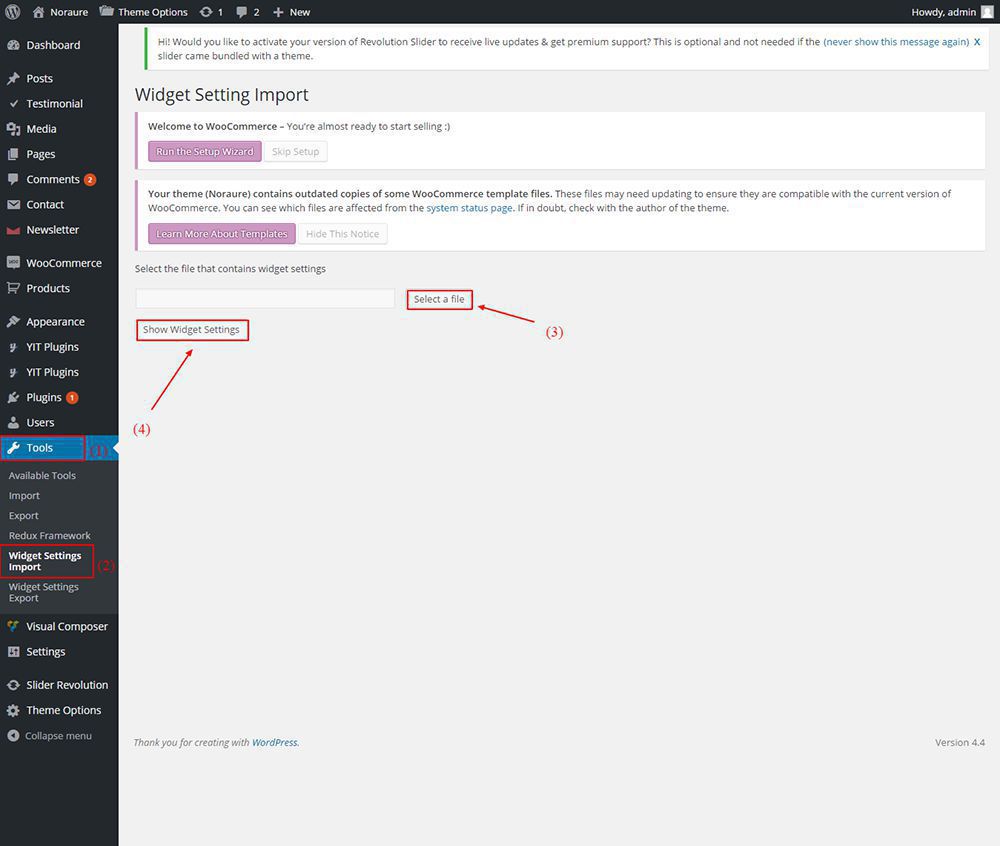 Noraure Theme Options 1 2 New Howdy, admin
Dashboard
Posts
Testimonial
Media
Pages
Comments 2
Contact
Newsletter
WooCommerce
Products
Appearance
YIT Plugins
YIT Plugins
Plugins 1
Users
Tools (1)
Available Tools
Import
Export
Redux Framework
Widget Settings
Import (2)
Widget Settings
Export
Visual Composer
Settings
Slider Revolution
Theme Options
Collapse menu
Hi! Would you like to activate your version of Revolution Slider to receive live updates & get premium support? This is optional and not needed if the (never show this message again) X
slider came bundled with a theme.
Widget Setting Import
Welcome to WooCommerce – You're almost ready to start selling :)
Run the Setup Wizard Skip Setup
Your theme (Noraure) contains outdated copies of some WooCommerce template files. These files may need updating to ensure they are compatible with the current version of
WooCommerce. You can see which files are affected from the system status page. If in doubt, check with the author of the theme.
Learn More About Templates Hide This Notice
Select the file that contains widget settings
Select a file
(3)
Show Widget Settings
(4)
Thank you for creating with WordPress. Version 4.4